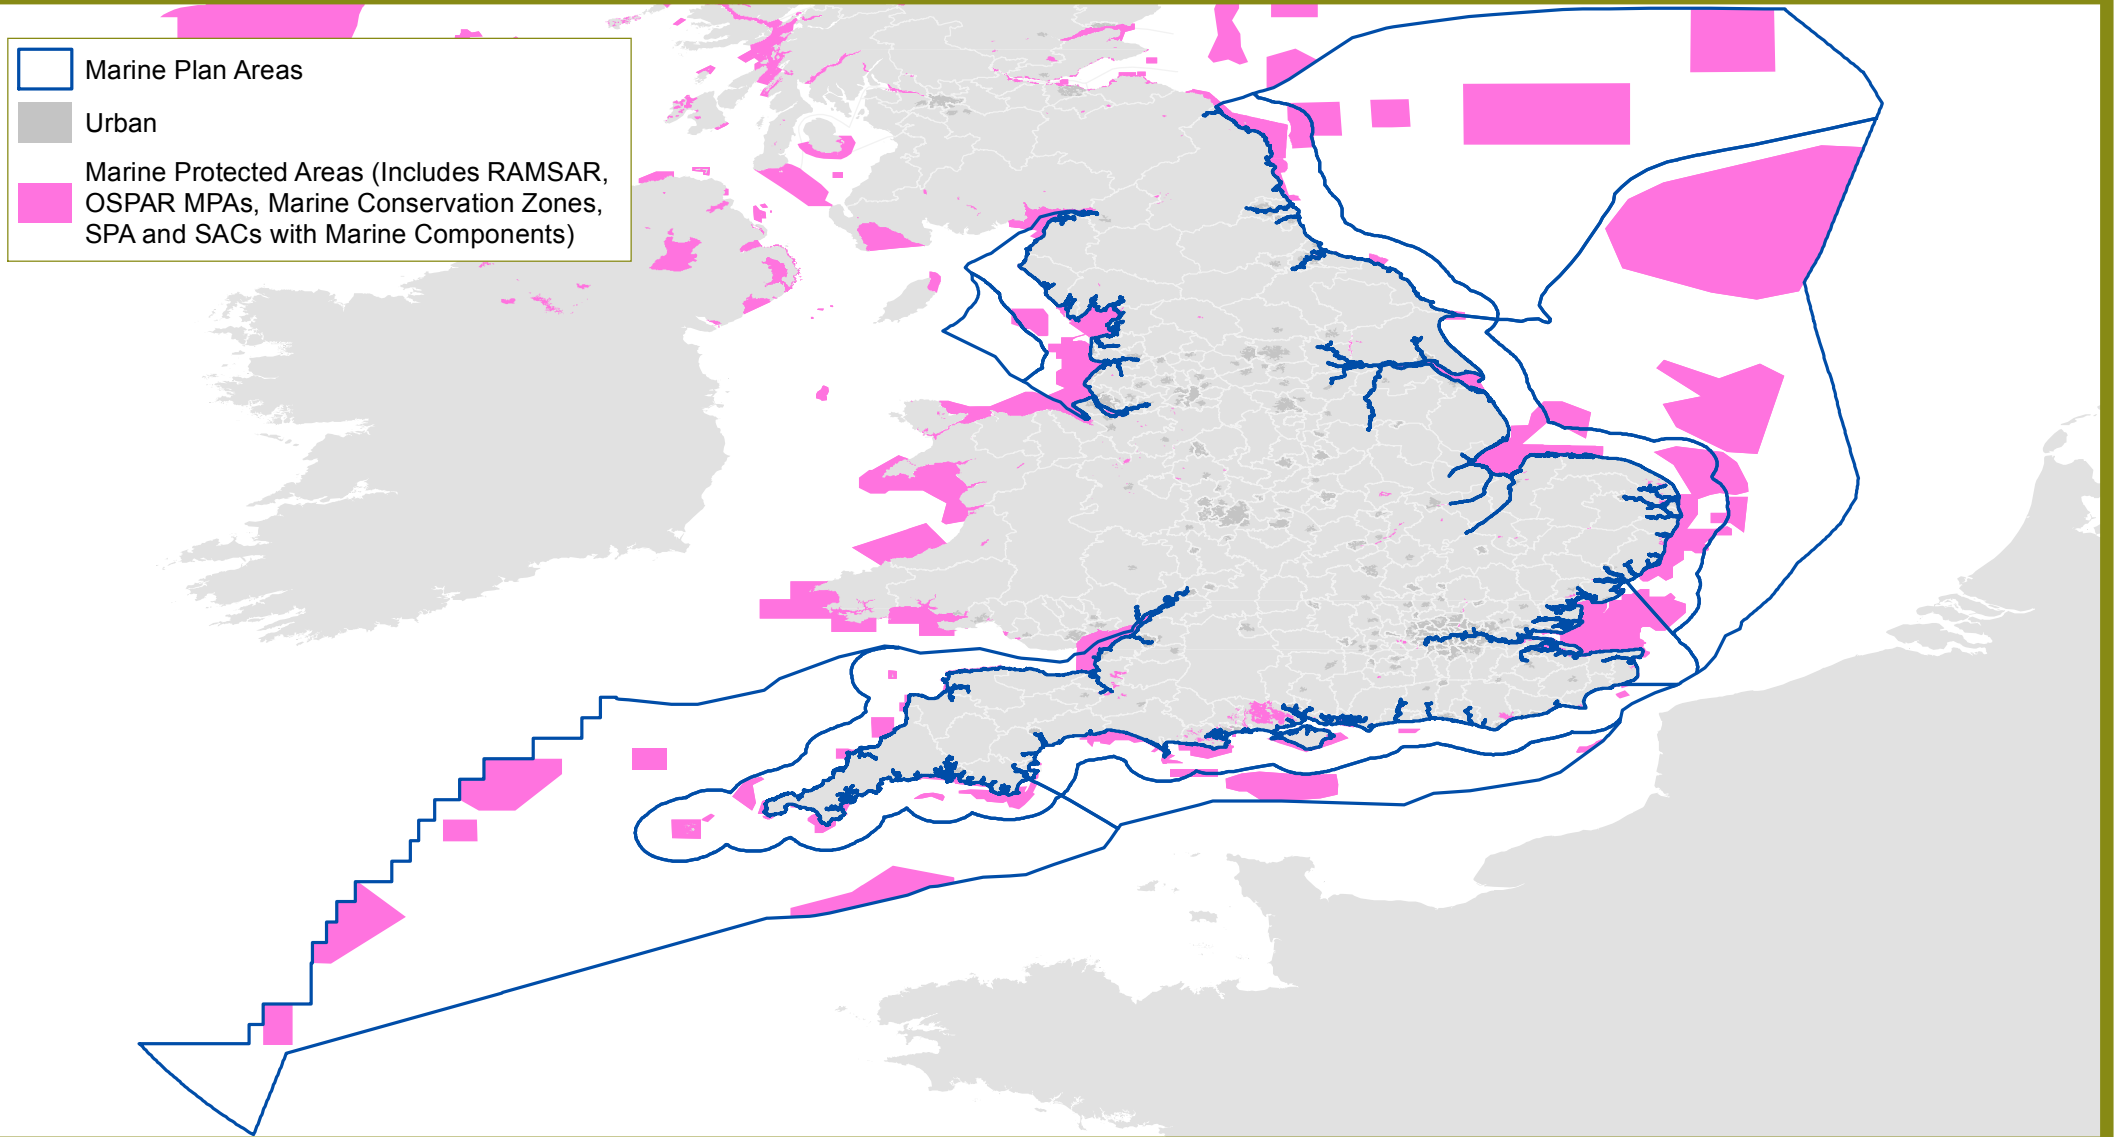 Marine Plan Areas
Urban
Marine Protected Areas (Includes RAMSAR,
OSPAR MPAs, Marine Conservation Zones,
SPA and SACs with Marine Components)